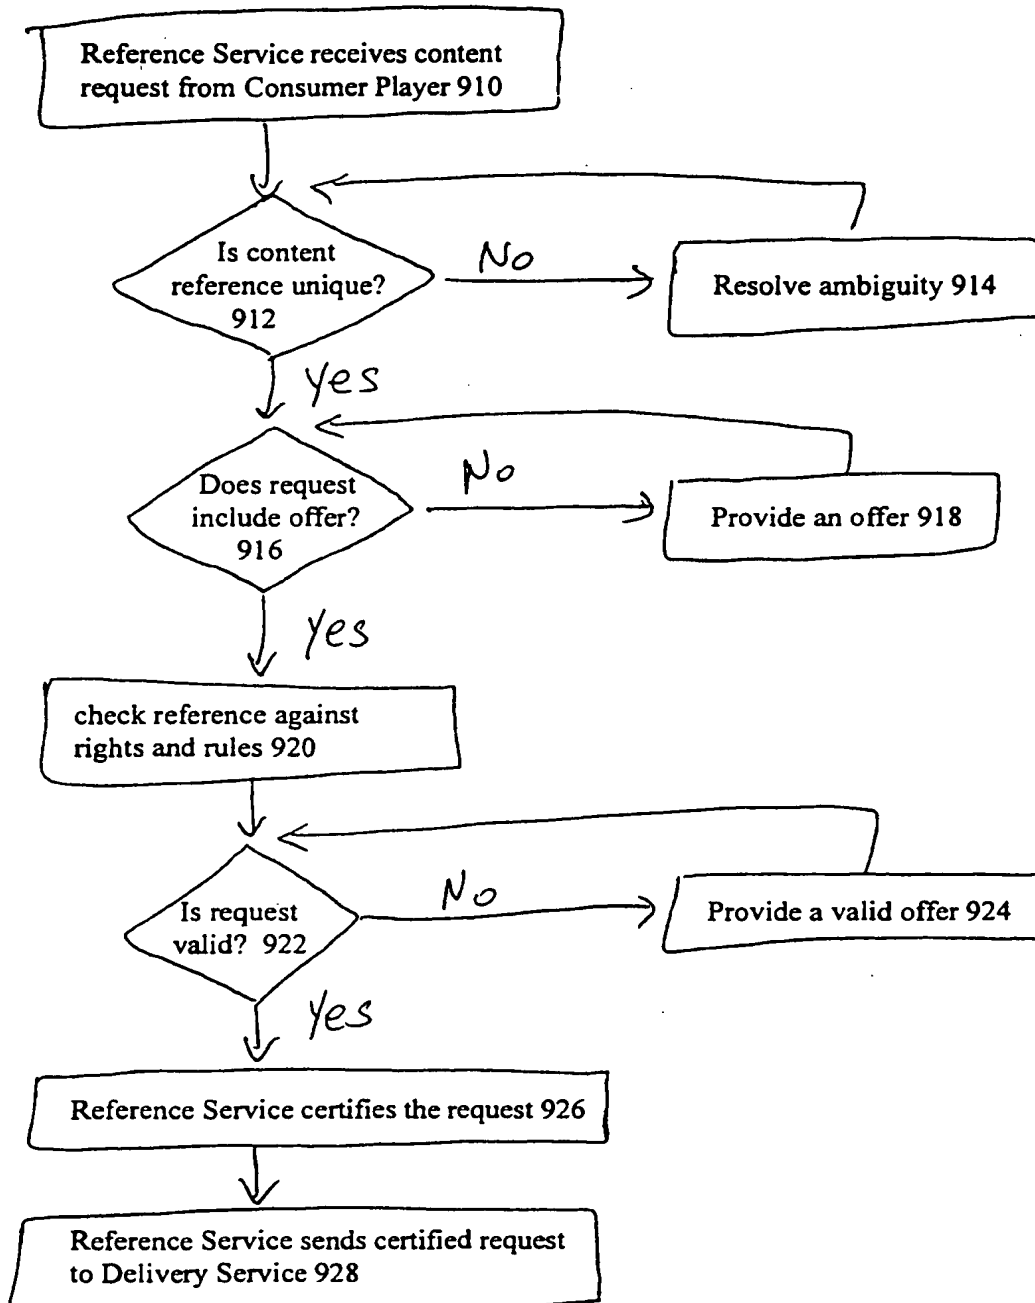 Reference Service receives content
request from Consumer Player 910
Is content
reference unique?
912
No
Resolve ambiguity 914
Yes
Does request
include offer?
916
No
Provide an offer 918
Yes
check reference against
rights and rules 920
Is request
valid? 922
No
Provide a valid offer 924
Yes
Reference Service certifies the request 926
Reference Service sends certified request
to Delivery Service 928